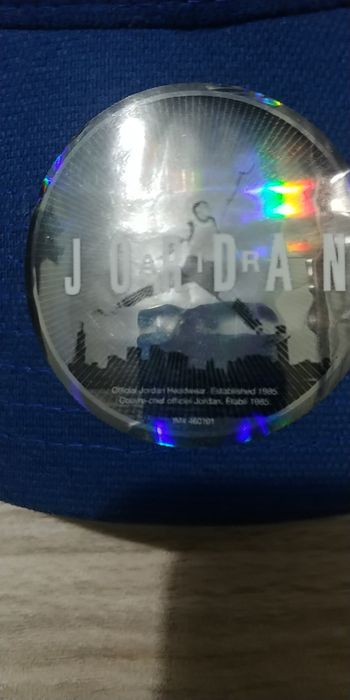 JORDAN
AIR
Official Jordan Headwear. Established 1985.
Couvre-chef officiel Jordan. Établi 1985.